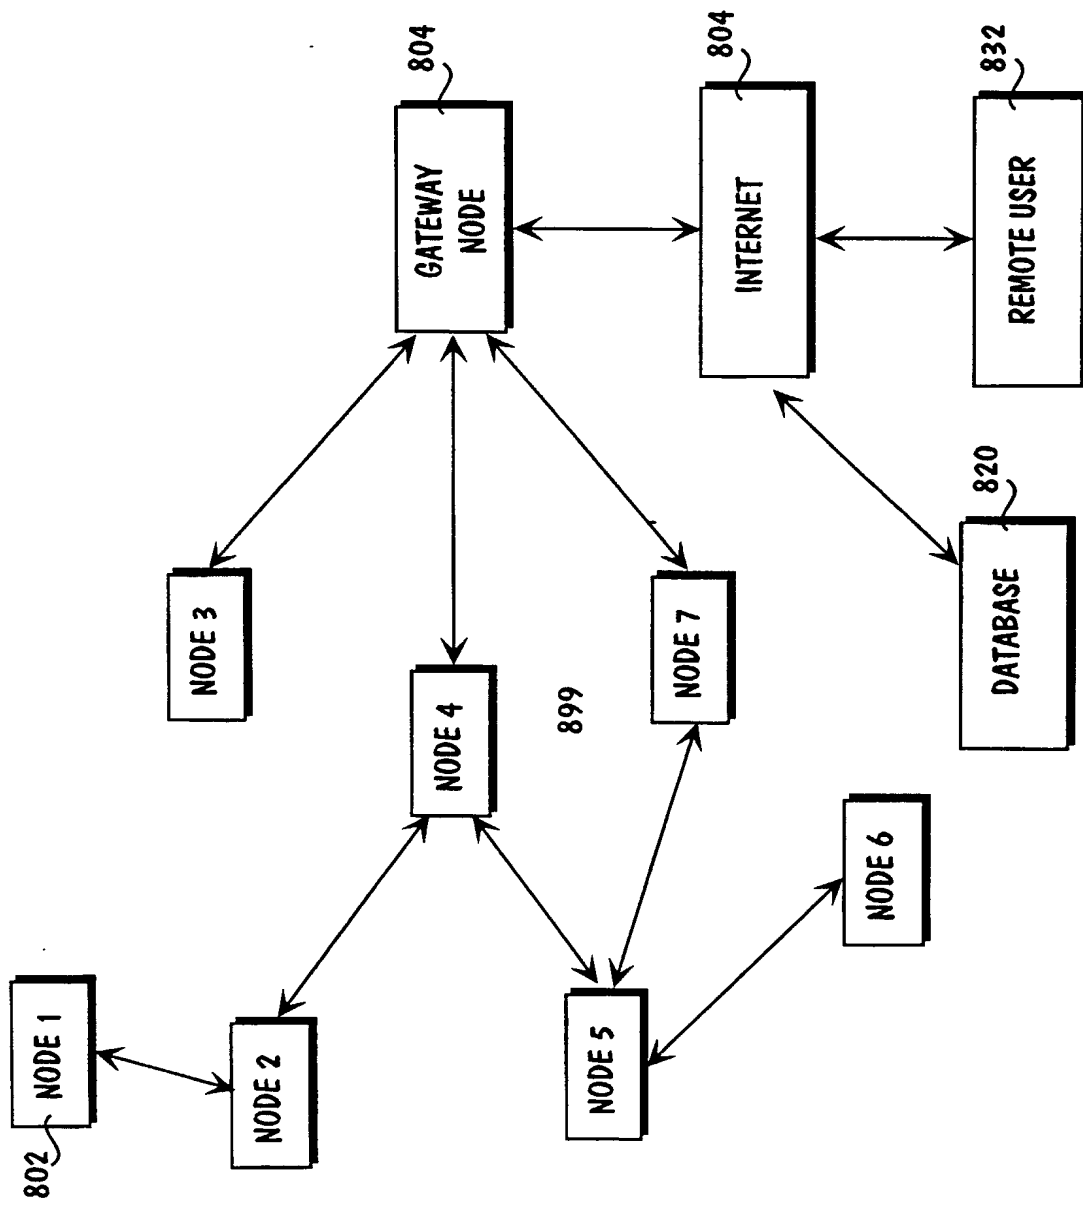 802
NODE 1
NODE 2
NODE 5
NODE 6
NODE 4
899
NODE 3
NODE 7
DATABASE
820
GATEWAY
NODE
804
INTERNET
804
REMOTE USER
832